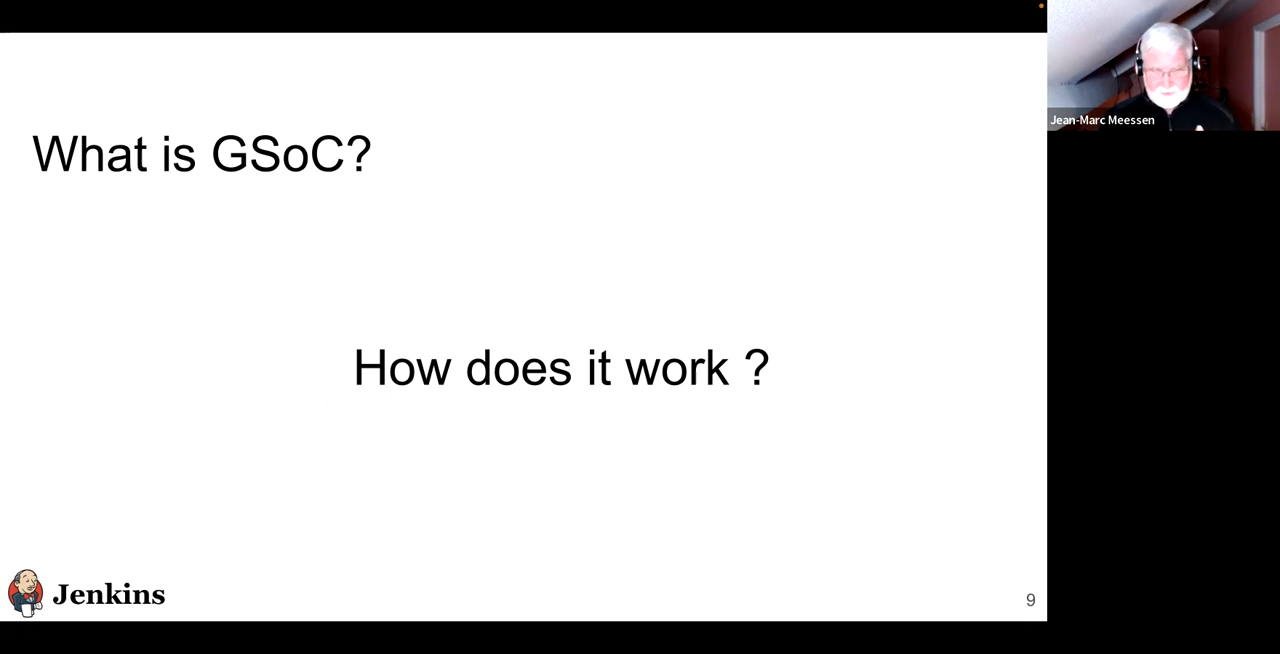 What is GSoC?
Jean-Marc Meessen
How does it work ?
Jenkins
9